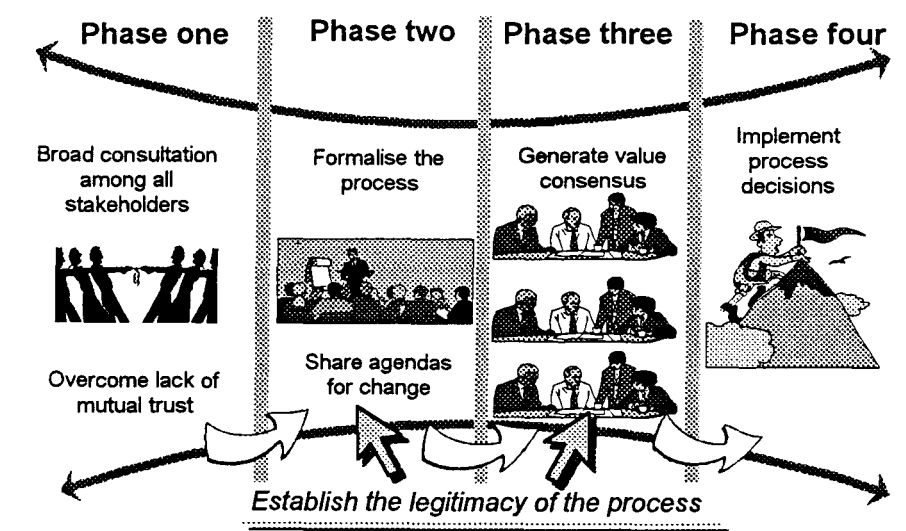 Phase one
Phase two
Phase three
Phase four
Broad consultation
among all
stakeholders
Overcome lack of
mutual trust
Formalise the
process
Share agendas
for change
Generate value
consensus
Implement
process
decisions
Establish the legitimacy of the process